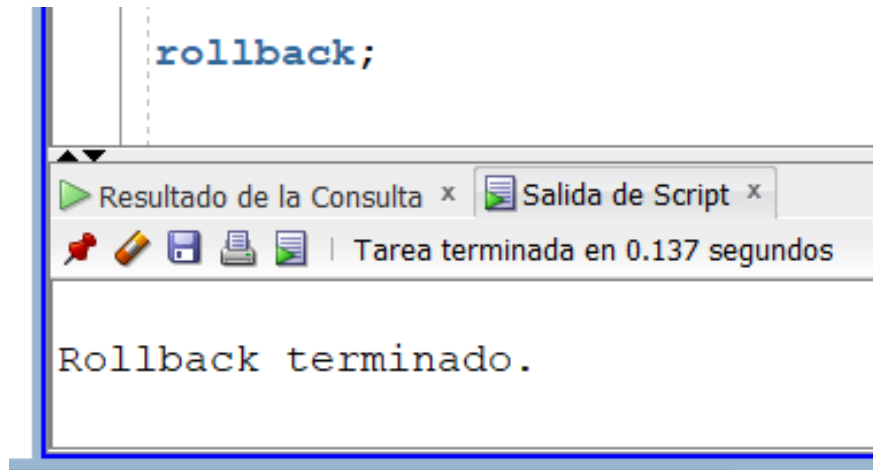 rollback;
Resultado de la Consulta x Salida de Script x
Tarea terminada en 0.137 segundos
Rollback terminado.